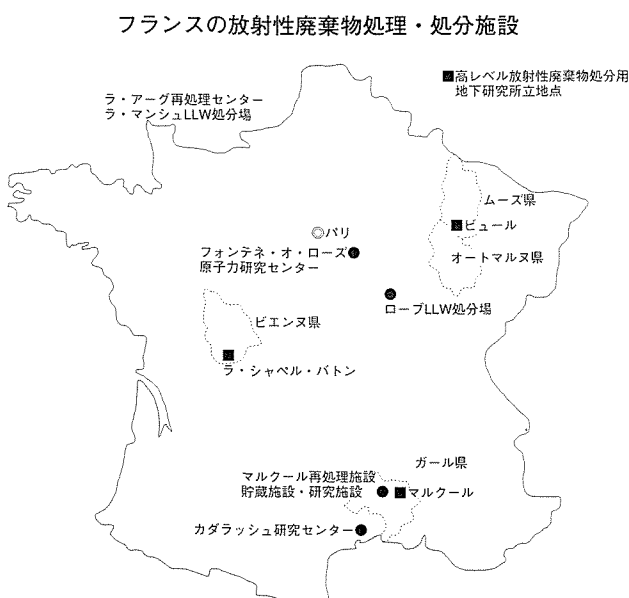 フランスの放射性廃棄物処理・処分施設
■高レベル放射性廃棄物処分用
地下研究所立地点
ラ・アーグ再処理センター
ラ・マンシュLLW処分場
ムーズ県
ビュール
◎パリ
フォンテネ・オ・ローズ
原子力研究センター
オートマルヌ県
ローブLLW処分場
ビエンヌ県
ラ・シャペル・バトン
ガール県
マルクール再処理施設
貯蔵施設・研究施設
マルクール
カダラッシュ研究センター